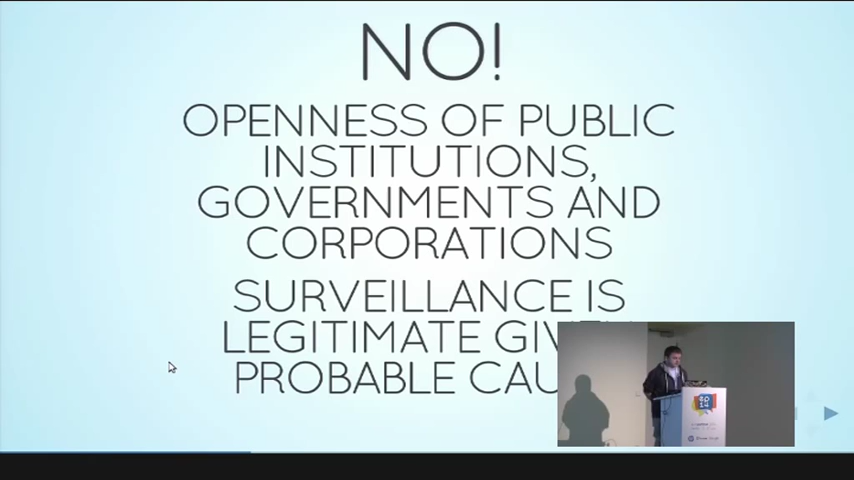 NO!
OPENNESS OF PUBLIC
INSTITUTIONS,
GOVERNMENTS AND
CORPORATIONS
SURVEILLANCE IS
LEGITIMATE
PROBABLE